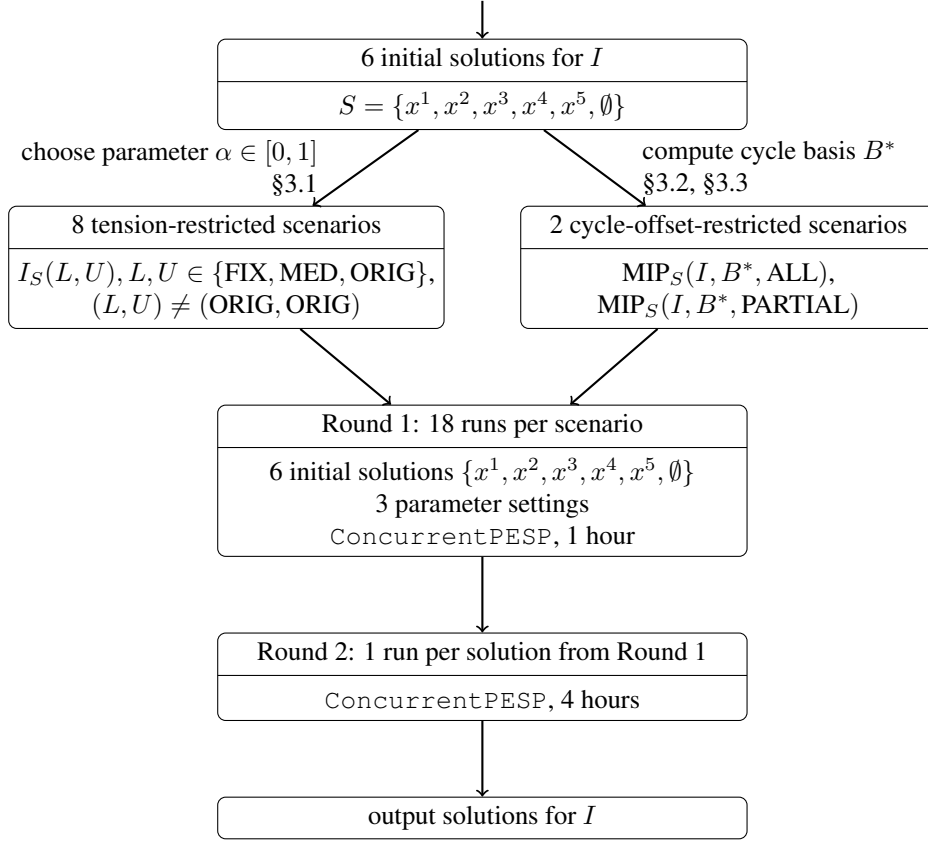 6 initial solutions for I
S = {x¹, x², x³, x⁴, x⁵, ∅}
choose parameter α ∈ [0, 1]
§3.1
compute cycle basis B*
§3.2, §3.3
8 tension-restricted scenarios
I_S(L, U), L, U ∈ {FIX, MED, ORIG},
(L, U) ≠ (ORIG, ORIG)
2 cycle-offset-restricted scenarios
MIP_S(I, B*, ALL),
MIP_S(I, B*, PARTIAL)
Round 1: 18 runs per scenario
6 initial solutions {x¹, x², x³, x⁴, x⁵, ∅}
3 parameter settings
ConcurrentPESP, 1 hour
Round 2: 1 run per solution from Round 1
ConcurrentPESP, 4 hours
output solutions for I